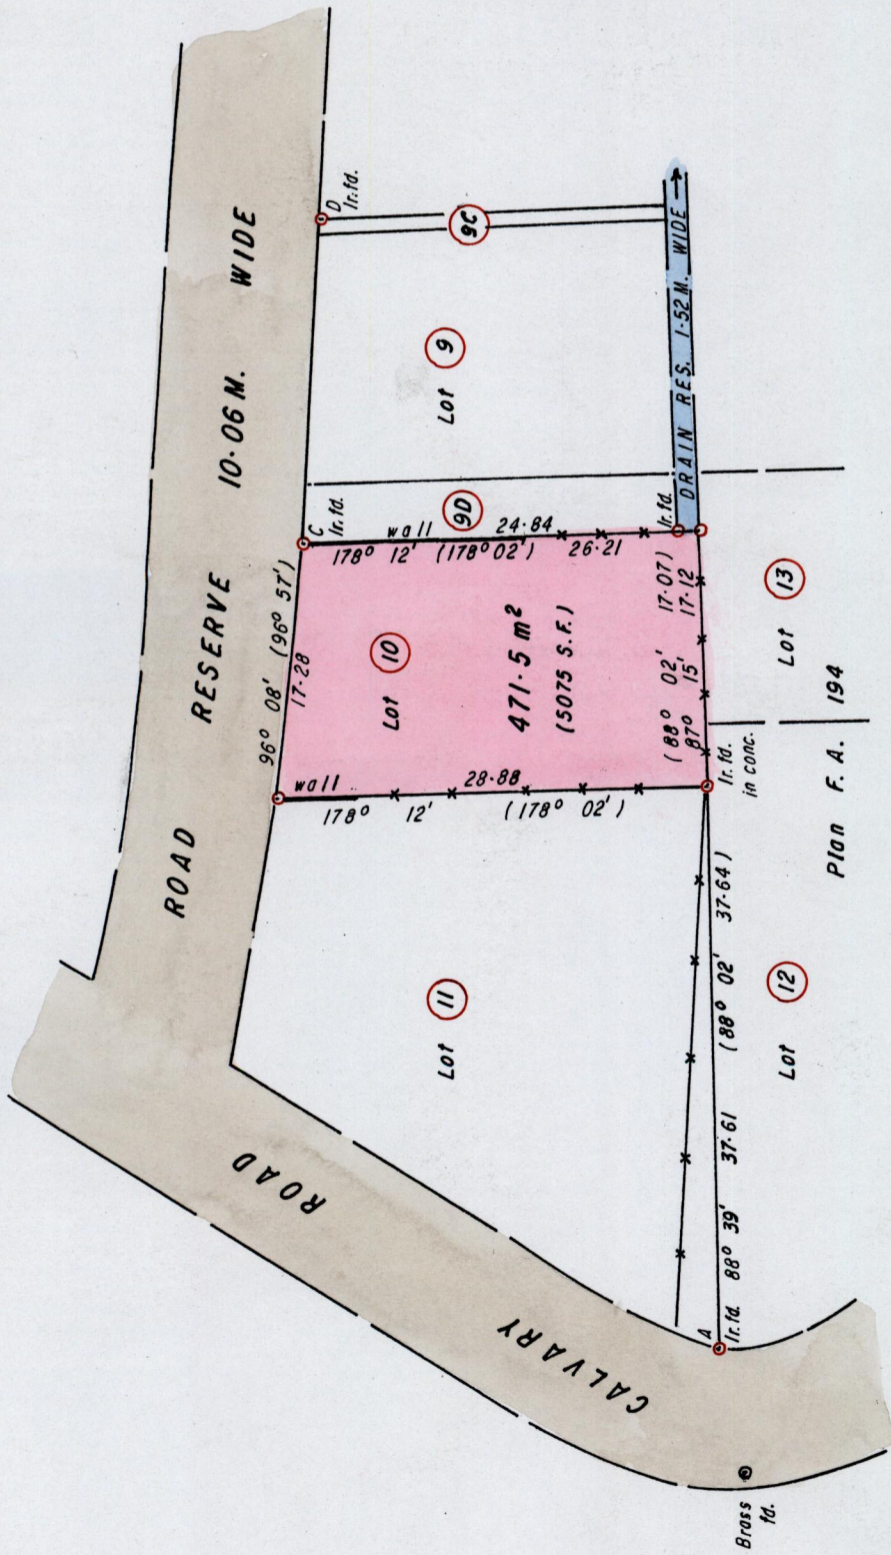 ROAD RESERVE 10·06 M. WIDE
D
Ir. fd.
9C
Lot 9
DRAIN RES. 1·52 M. WIDE
C
Ir. fd.
9D
wall 24·84
178° 12' (178° 02') 26·21
Ir. fd.
96° 08' (96° 57')
17·28
Lot 10
471·5 m²
(5075 S.F.)
(88° 02' 17·07)
87° 15' 17·12
Lot 13
wall 28·88
178° 12' (178° 02')
Ir. fd.
in conc.
Plan F. A. 194
Lot 11
88° 39' 37·61 (88° 02' 37·64)
Lot 12
A
Ir. fd.
CALVARY ROAD
Brass
fd.